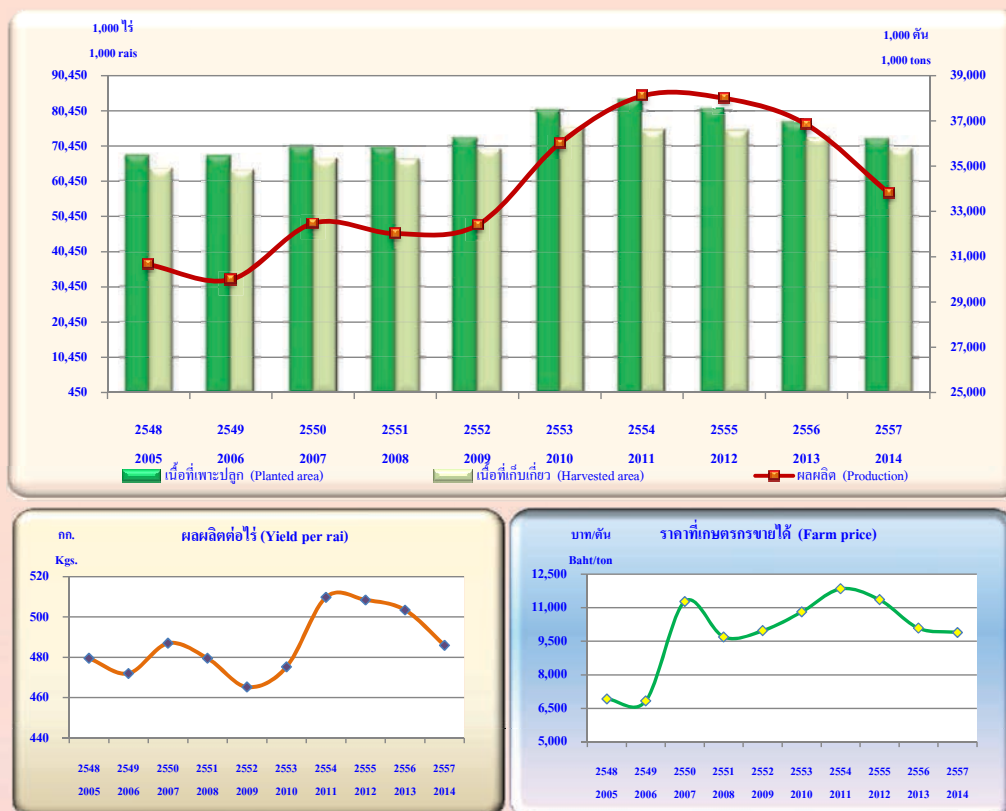 1,000 ไร่
1,000 rais
1,000 ตัน
1,000 tons
90,450
80,450
70,450
60,450
50,450
40,450
30,450
20,450
10,450
450
39,000
37,000
35,000
33,000
31,000
29,000
27,000
25,000
2548 2549 2550 2551 2552 2553 2554 2555 2556 2557
2005 2006 2007 2008 2009 2010 2011 2012 2013 2014
เนื้อที่เพาะปลูก (Planted area) เนื้อที่เก็บเกี่ยว (Harvested area) ผลผลิต (Production)
กก. ผลผลิตต่อไร่ (Yield per rai)
Kgs.
520
500
480
460
440
2548 2549 2550 2551 2552 2553 2554 2555 2556 2557
2005 2006 2007 2008 2009 2010 2011 2012 2013 2014
บาท/ตัน ราคาที่เกษตรกรขายได้ (Farm price)
Baht/ton
12,500
11,000
9,500
8,000
6,500
5,000
2548 2549 2550 2551 2552 2553 2554 2555 2556 2557
2005 2006 2007 2008 2009 2010 2011 2012 2013 2014